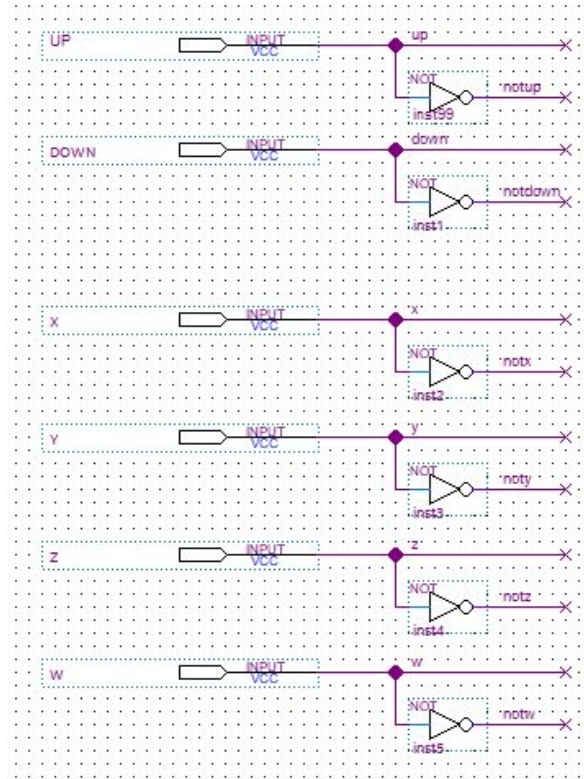 UP INPUT VCC up
NOT notup
inst99
DOWN INPUT VCC down
NOT notdown
inst1
X INPUT VCC x
NOT notx
inst2
Y INPUT VCC y
NOT noty
inst3
Z INPUT VCC z
NOT notz
inst4
W INPUT VCC w
NOT notw
inst5